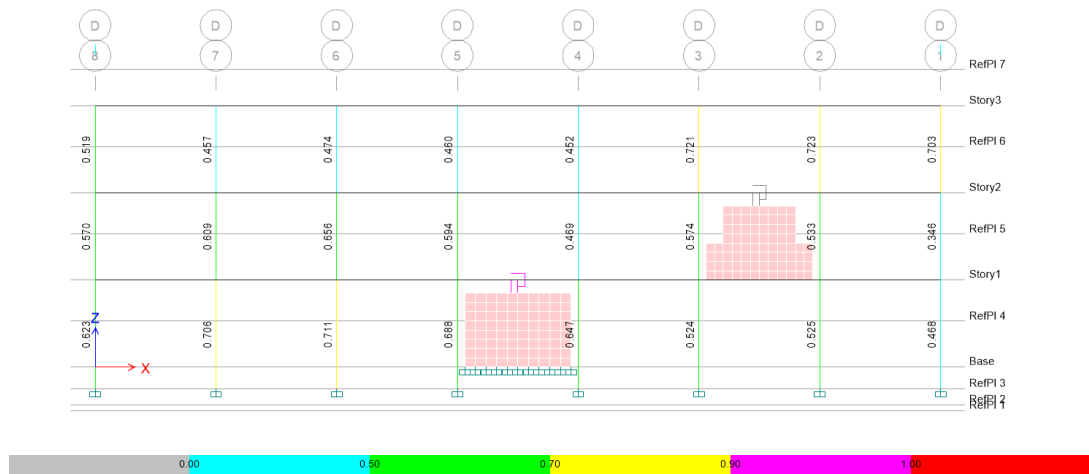 D D D D D D D D
8 7 6 5 4 3 2 1
RefPl 7
Story3
0.519 0.457 0.474 0.460 0.452 0.721 0.723 0.703
RefPl 6
Story2
0.570 0.609 0.656 0.594 0.469 0.574 0.533 0.346
RefPl 5
Story1
0.623 0.706 0.711 0.688 0.647 0.524 0.525 0.468
RefPl 4
Z
X
Base
RefPl 3
RefPl 2
RefPl 1
0.00 0.50 0.70 0.90 1.00